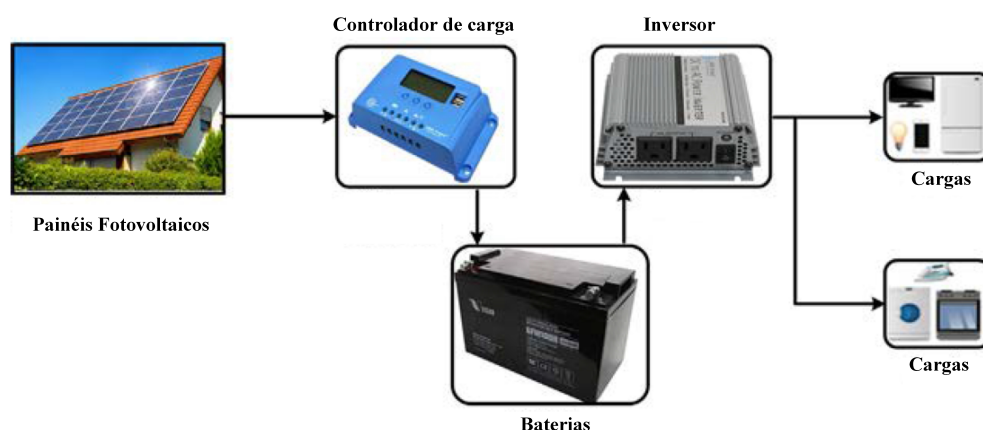 Controlador de carga
Inversor
Cargas
Painéis Fotovoltaicos
Cargas
Baterias